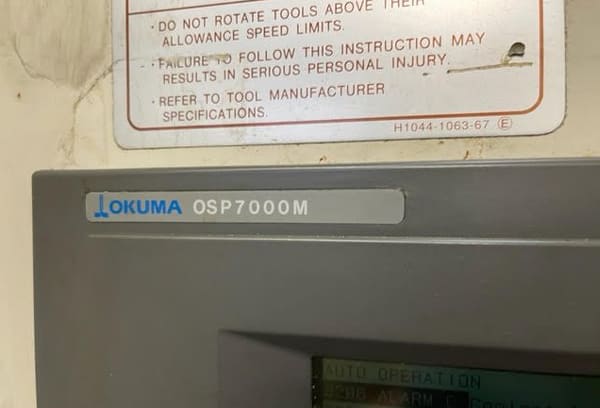 · DO NOT ROTATE TOOLS ABOVE THEIR
ALLOWANCE SPEED LIMITS.
· FAILURE TO FOLLOW THIS INSTRUCTION MAY
RESULTS IN SERIOUS PERSONAL INJURY.
· REFER TO TOOL MANUFACTURER
SPECIFICATIONS.
H1044-1063-67 Ⓔ
OKUMA OSP7000M
AUTO OPERATION
ALARM